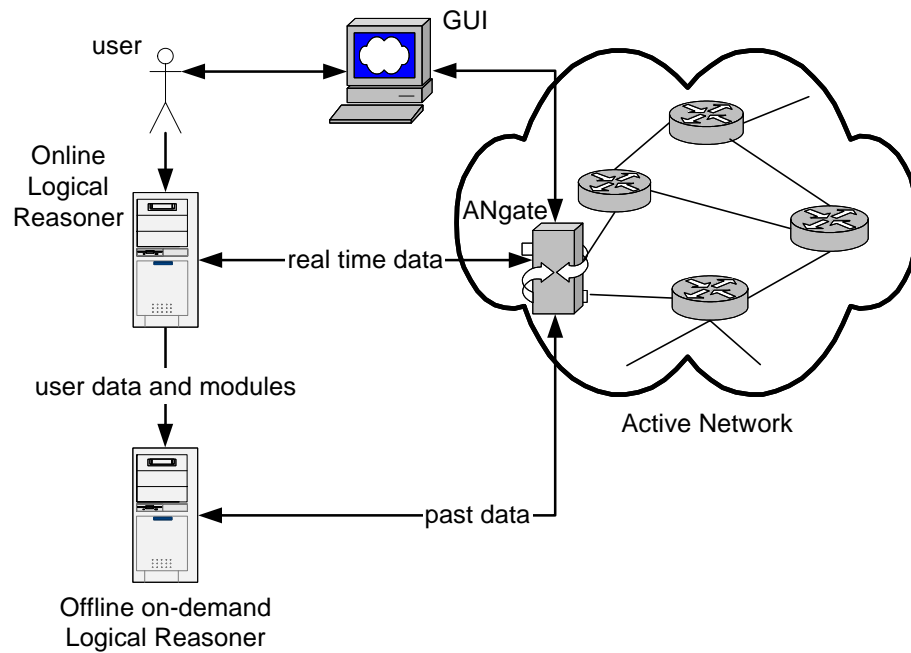 GUI
user
Online
Logical
Reasoner
ANgate
real time data
user data and modules
Active Network
past data
Offline on-demand
Logical Reasoner